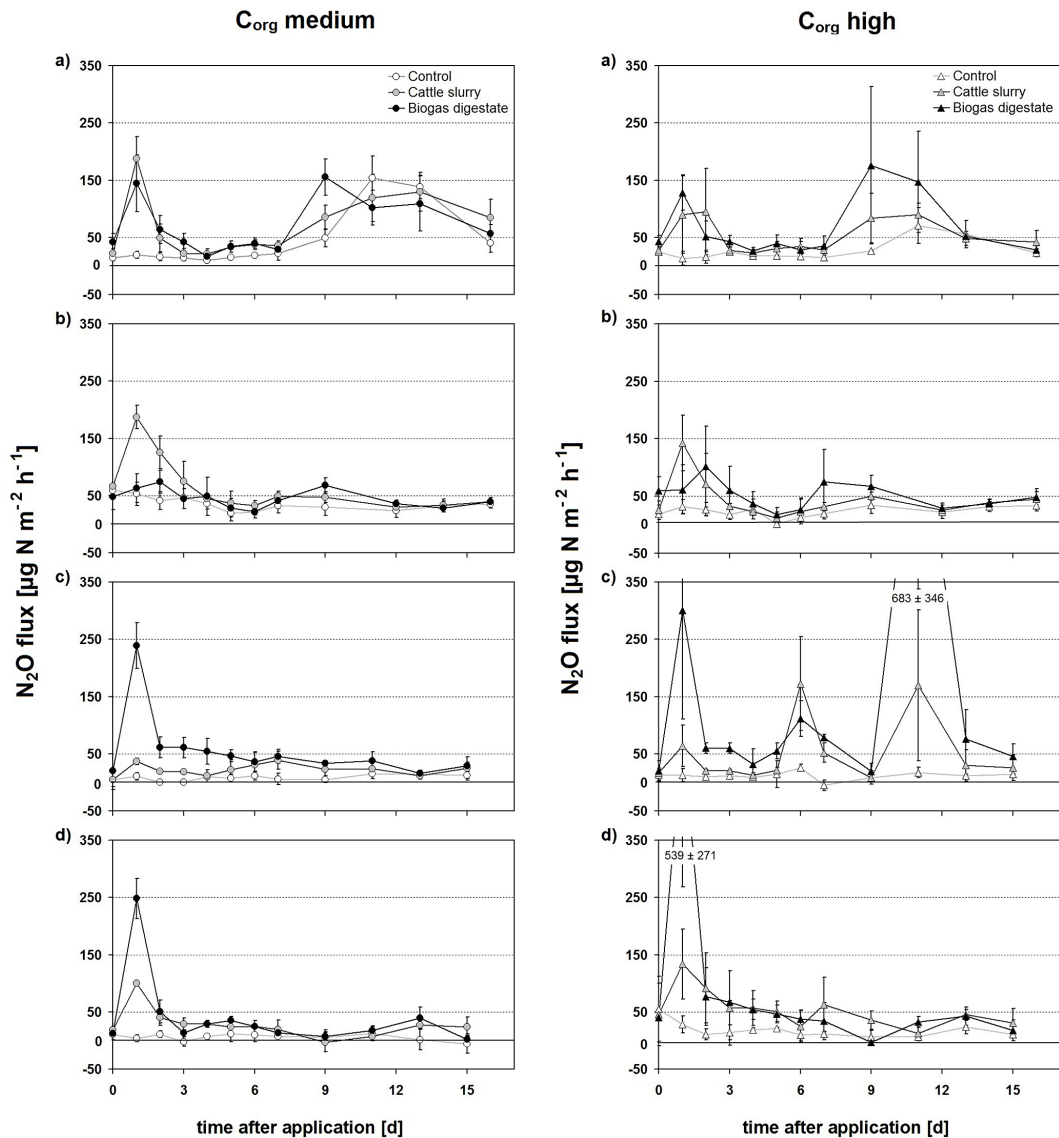 C_org medium
C_org high
a)
350
250
150
50
0
-50
Control
Cattle slurry
Biogas digestate
a)
350
250
150
50
0
-50
Control
Cattle slurry
Biogas digestate
b)
350
250
150
50
0
-50
b)
350
250
150
50
0
-50
N₂O flux [µg N m⁻² h⁻¹]
N₂O flux [µg N m⁻² h⁻¹]
c)
350
250
150
50
0
-50
c)
350
250
150
50
0
-50
683 ± 346
d)
350
250
150
50
0
-50
0 3 6 9 12 15
time after application [d]
d)
350
250
150
50
0
-50
539 ± 271
0 3 6 9 12 15
time after application [d]